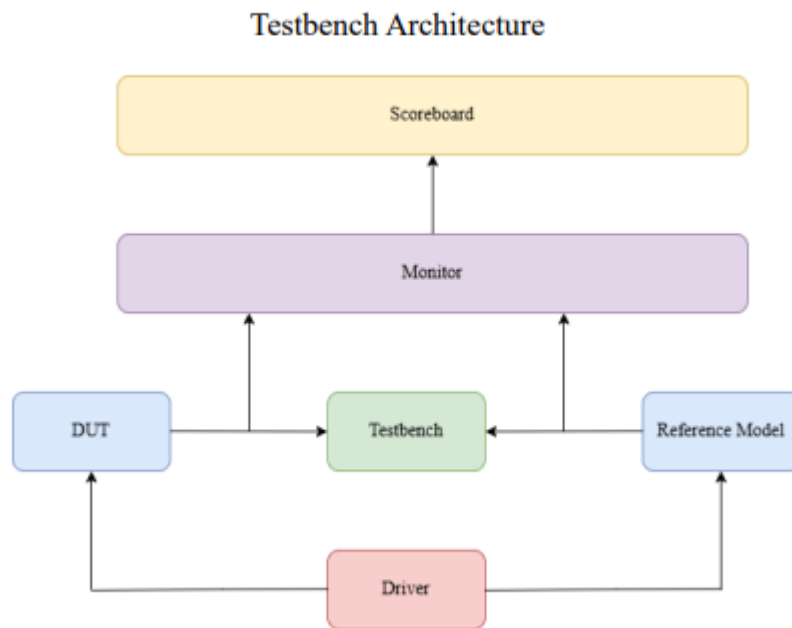 Testbench Architecture
Scoreboard
Monitor
DUT
Testbench
Reference Model
Driver